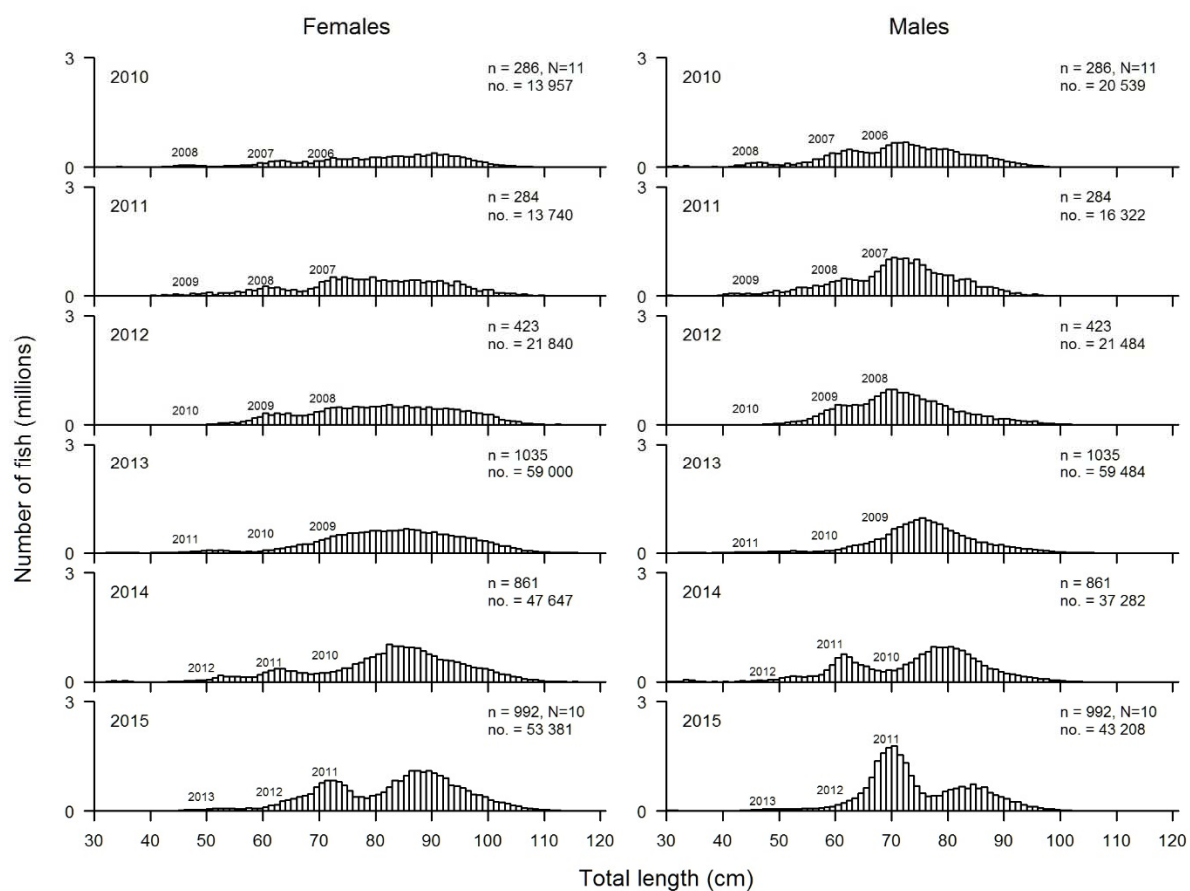 Females
Males
Number of fish (millions)
3
2010
n = 286, N=11
no. = 13 957
2008
2007
2006
0
3
2010
n = 286, N=11
no. = 20 539
2008
2007
2006
0
3
2011
n = 284
no. = 13 740
2009
2008
2007
0
3
2011
n = 284
no. = 16 322
2009
2008
2007
0
3
2012
n = 423
no. = 21 840
2010
2009
2008
0
3
2012
n = 423
no. = 21 484
2010
2009
2008
0
3
2013
n = 1035
no. = 59 000
2011
2010
2009
0
3
2013
n = 1035
no. = 59 484
2011
2010
2009
0
3
2014
n = 861
no. = 47 647
2012
2011
2010
0
3
2014
n = 861
no. = 37 282
2012
2011
2010
0
3
2015
n = 992, N=10
no. = 53 381
2013
2012
2011
0
3
2015
n = 992, N=10
no. = 43 208
2013
2012
2011
0
30 40 50 60 70 80 90 100 110 120
30 40 50 60 70 80 90 100 110 120
Total length (cm)